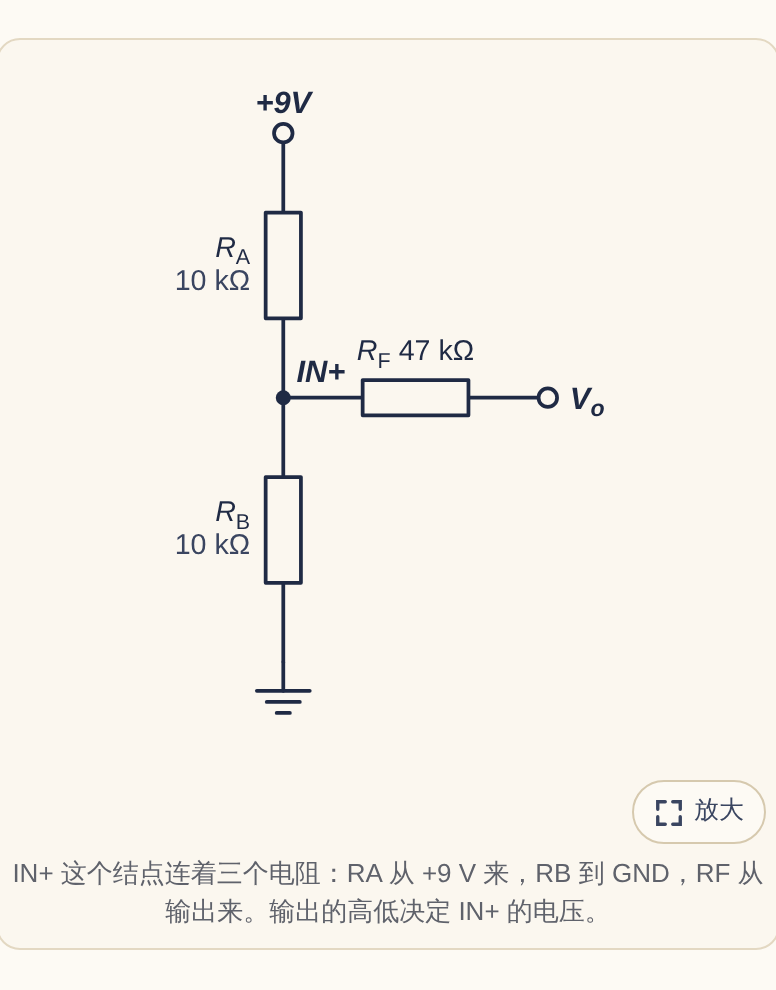 +9V
RA
10 kΩ
IN+
RF 47 kΩ
Vo
RB
10 kΩ
放大
IN+ 这个结点连着三个电阻：RA 从 +9 V 来，RB 到 GND，RF 从
输出来。输出的高低决定 IN+ 的电压。